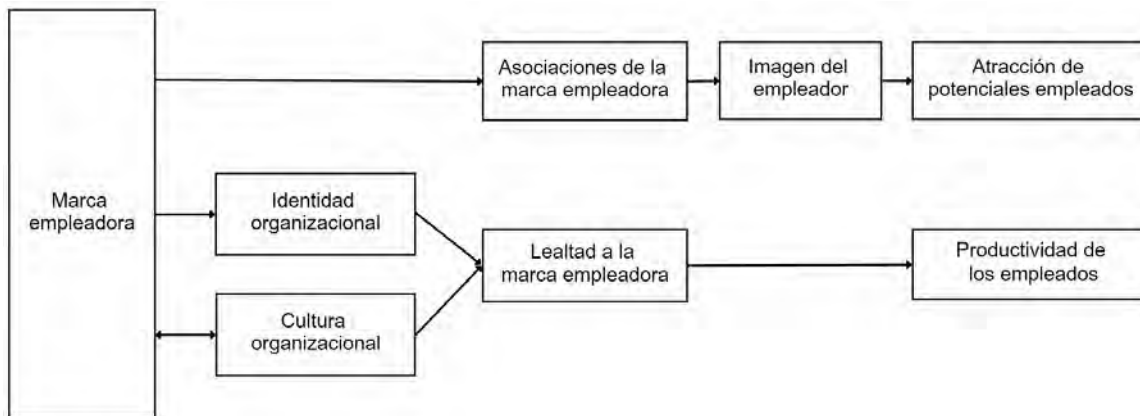 Asociaciones de la
marca empleadora
Imagen del
empleador
Atracción de
potenciales empleados
Marca
empleadora
Identidad
organizacional
Lealtad a la
marca empleadora
Productividad de
los empleados
Cultura
organizacional